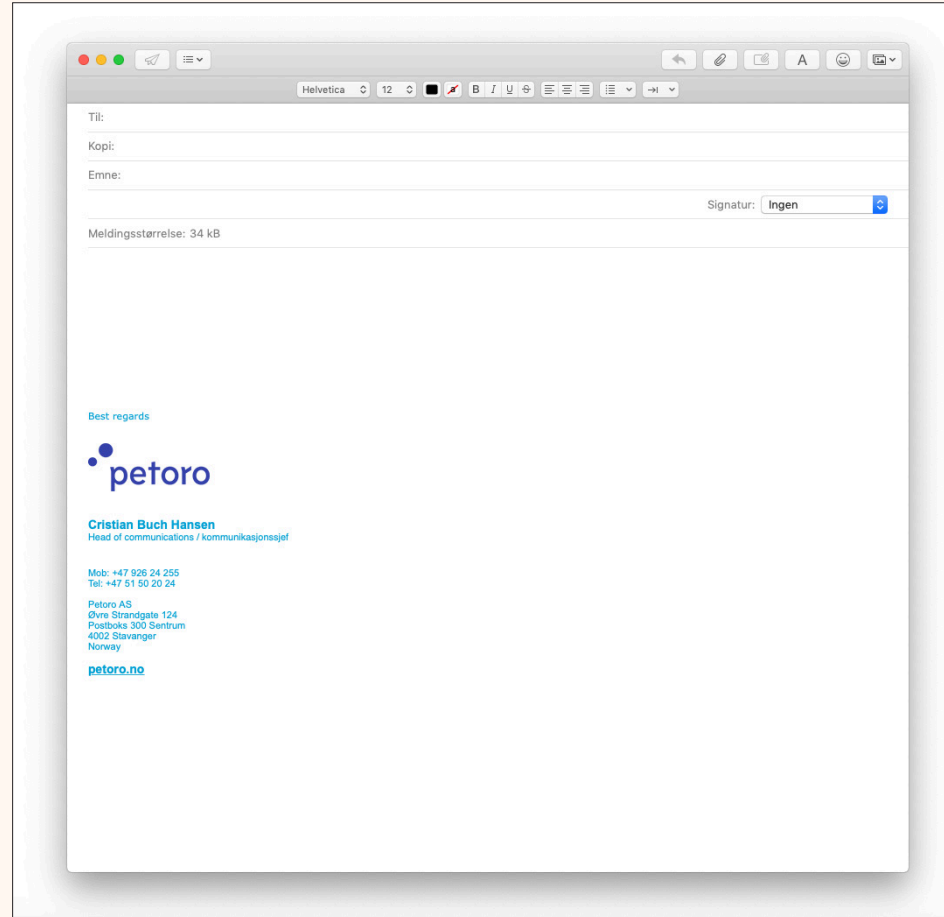 Helvetica 12 a B I U S
A
Til:
Kopi:
Emne:
Signatur: Ingen
Meldingsstørrelse: 34 kB
Best regards
petoro
Cristian Buch Hansen
Head of communications / kommunikasjonssjef
Mob: +47 926 24 255
Tel: +47 51 50 20 24
Petoro AS
Øvre Strandgate 124
Postboks 300 Sentrum
4002 Stavanger
Norway
petoro.no